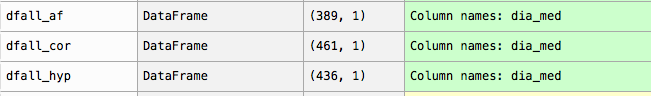 dfall_af DataFrame (389, 1) Column names: dia_med
dfall_cor DataFrame (461, 1) Column names: dia_med
dfall_hyp DataFrame (436, 1) Column names: dia_med